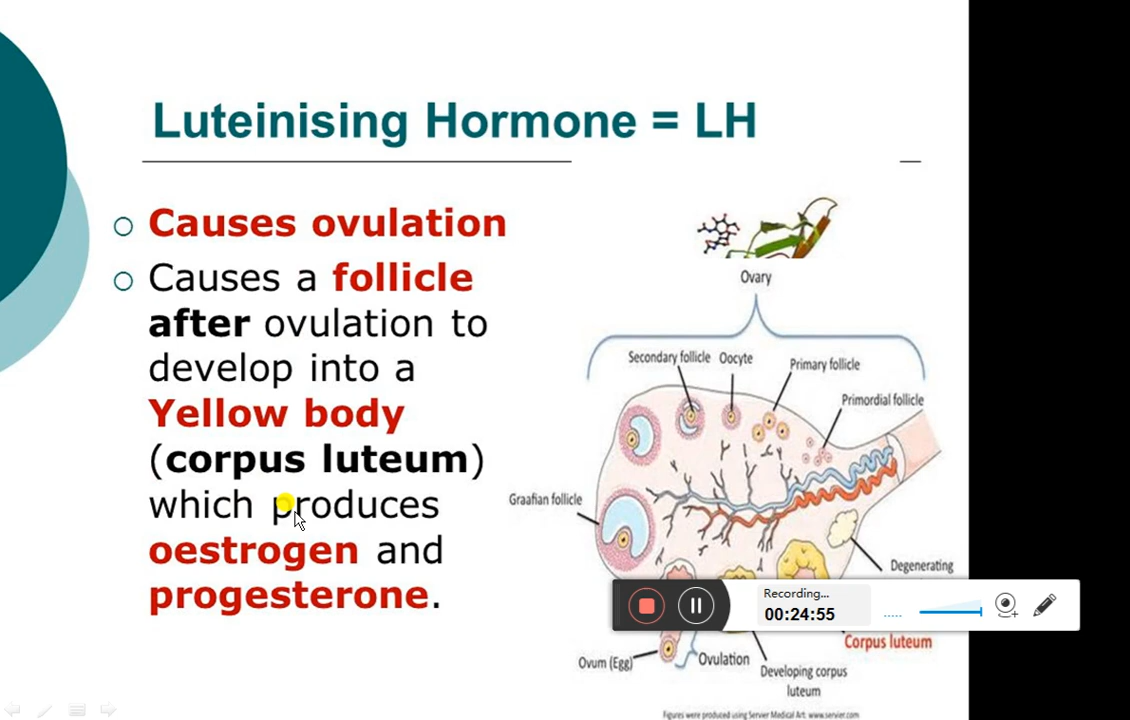 Luteinising Hormone = LH
Causes ovulation
Causes a follicle
after ovulation to
develop into a
Yellow body
(corpus luteum)
which produces
oestrogen and
progesterone.
Ovary
Secondary follicle
Oocyte
Primary follicle
Primordial follicle
Graafian follicle
Degenerating
Recording...
00:24:55
Corpus luteum
Ovum (Egg)
Ovulation
Developing corpus
luteum
Figures were produced using Servier Medical Art: www.servier.com